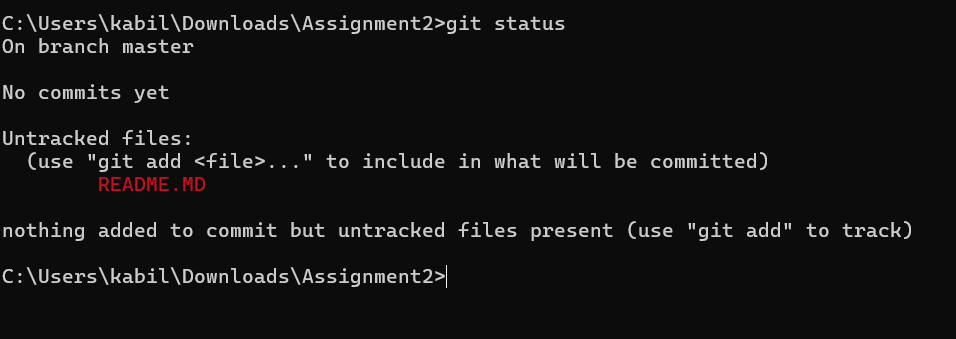 C:\Users\kabil\Downloads\Assignment2>git status
On branch master
No commits yet
Untracked files:
  (use "git add <file>..." to include in what will be committed)
        README.MD
nothing added to commit but untracked files present (use "git add" to track)
C:\Users\kabil\Downloads\Assignment2>